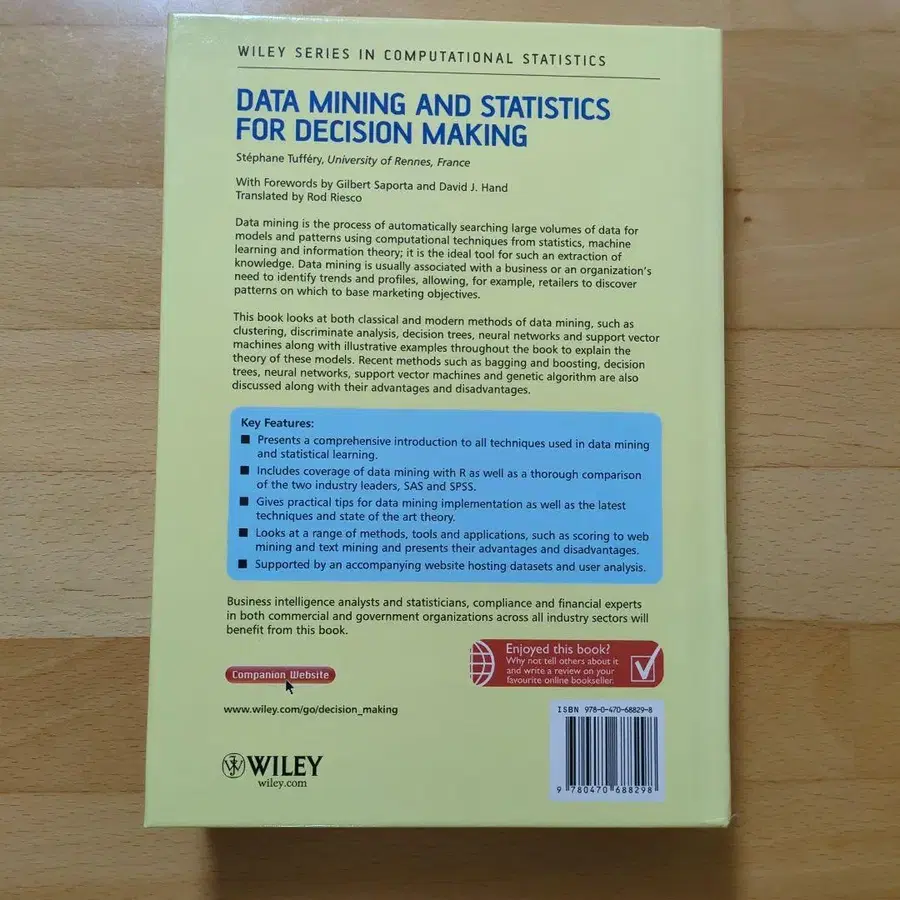 WILEY SERIES IN COMPUTATIONAL STATISTICS
DATA MINING AND STATISTICS
FOR DECISION MAKING
Stéphane Tufféry, University of Rennes, France
With Forewords by Gilbert Saporta and David J. Hand
Translated by Rod Riesco
Data mining is the process of automatically searching large volumes of data for
models and patterns using computational techniques from statistics, machine
learning and information theory; it is the ideal tool for such an extraction of
knowledge. Data mining is usually associated with a business or an organization's
need to identify trends and profiles, allowing, for example, retailers to discover
patterns on which to base marketing objectives.
This book looks at both classical and modern methods of data mining, such as
clustering, discriminate analysis, decision trees, neural networks and support vector
machines along with illustrative examples throughout the book to explain the
theory of these models. Recent methods such as bagging and boosting, decision
trees, neural networks, support vector machines and genetic algorithm are also
discussed along with their advantages and disadvantages.
Key Features:
■ Presents a comprehensive introduction to all techniques used in data mining
and statistical learning.
■ Includes coverage of data mining with R as well as a thorough comparison
of the two industry leaders, SAS and SPSS.
■ Gives practical tips for data mining implementation as well as the latest
techniques and state of the art theory.
■ Looks at a range of methods, tools and applications, such as scoring to web
mining and text mining and presents their advantages and disadvantages.
■ Supported by an accompanying website hosting datasets and user analysis.
Business intelligence analysts and statisticians, compliance and financial experts
in both commercial and government organizations across all industry sectors will
benefit from this book.
Enjoyed this book?
Why not tell others about it
and write a review on your
favourite online bookseller.
Companion Website
www.wiley.com/go/decision_making
ISBN 978-0-470-68829-8
9 780470 688298
WILEY
wiley.com